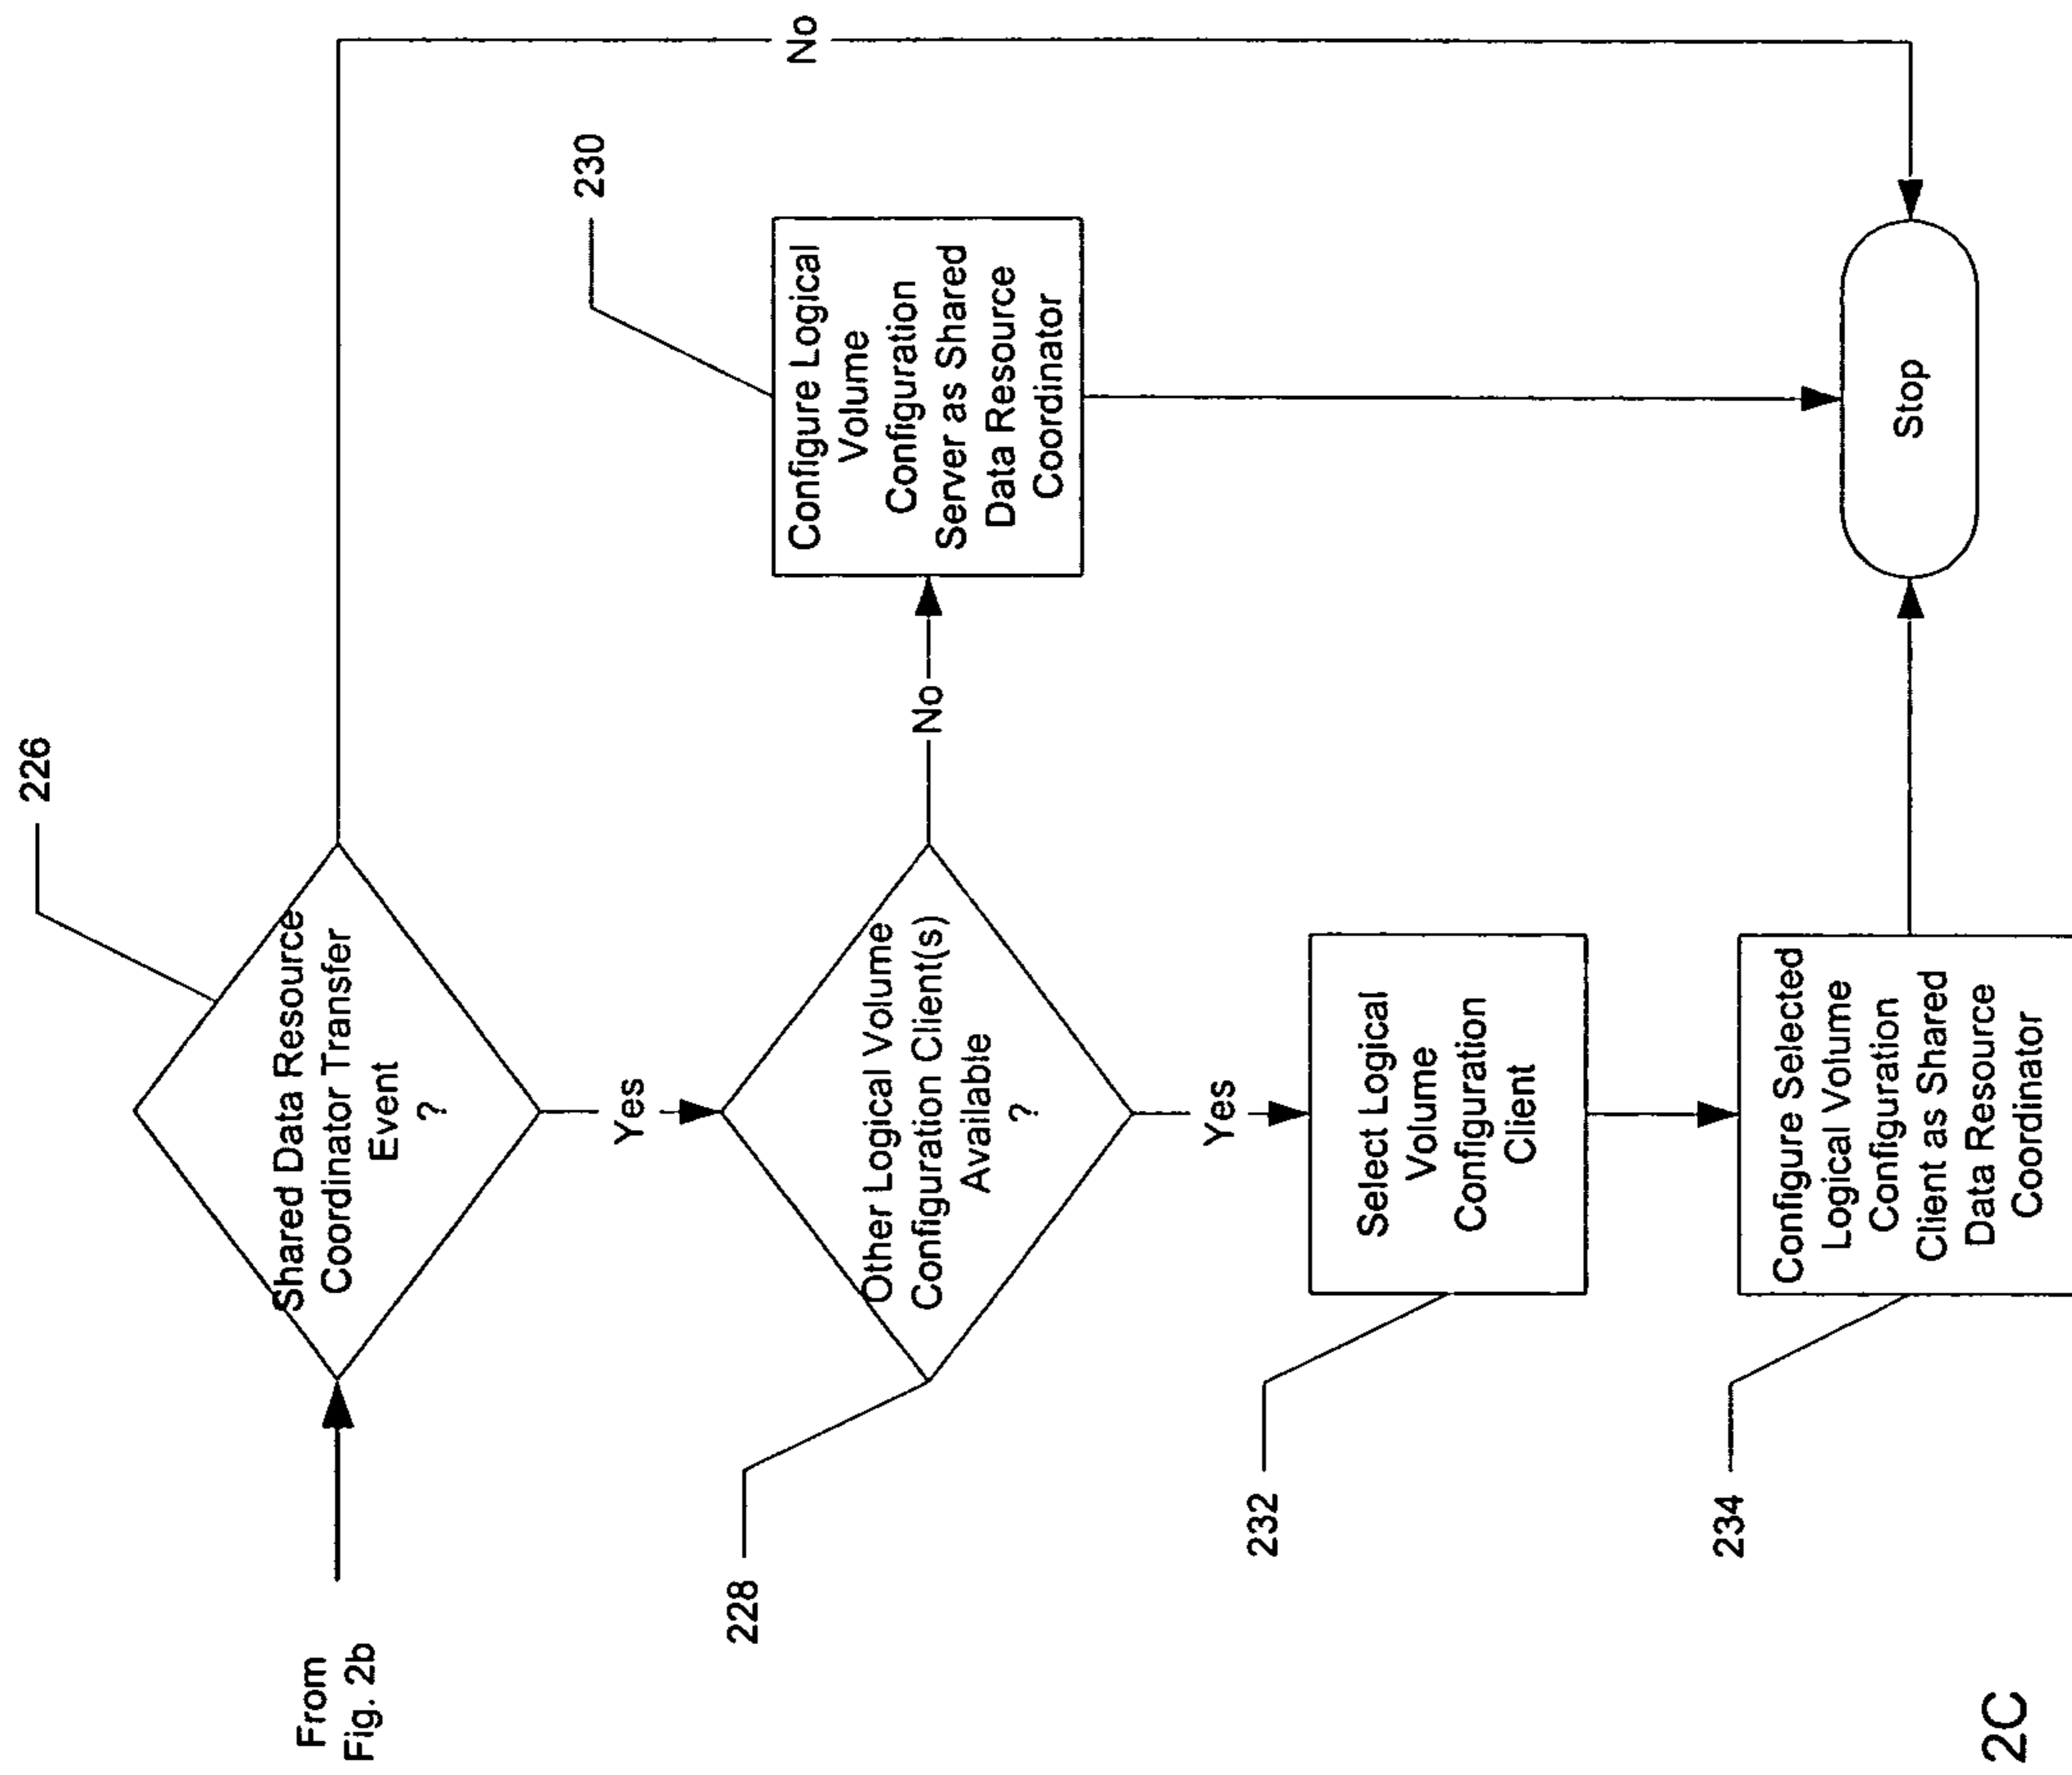 226
From
Fig. 2b
Shared Data Resource
Coordinator Transfer
Event
?
No
Yes
228
Other Logical Volume
Configuration Client(s)
Available
?
No
230
Configure Logical
Volume
Configuration
Server as Shared
Data Resource
Coordinator
Yes
232
Select Logical
Volume
Configuration
Client
234
Configure Selected
Logical Volume
Configuration
Client as Shared
Data Resource
Coordinator
Stop
2C